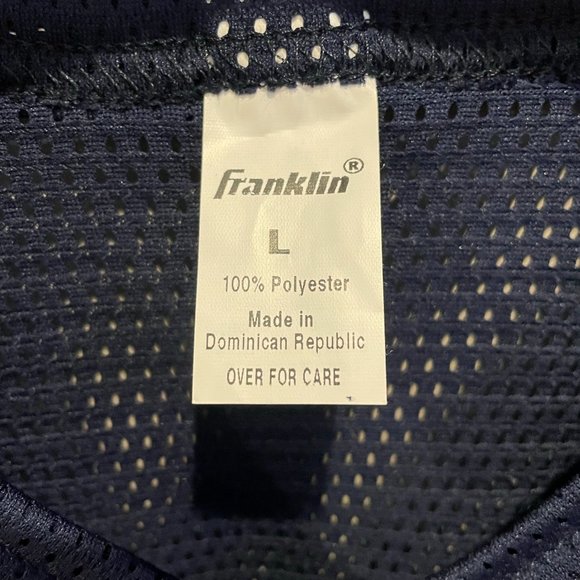 Franklin®
L
100% Polyester
Made in
Dominican Republic
OVER FOR CARE